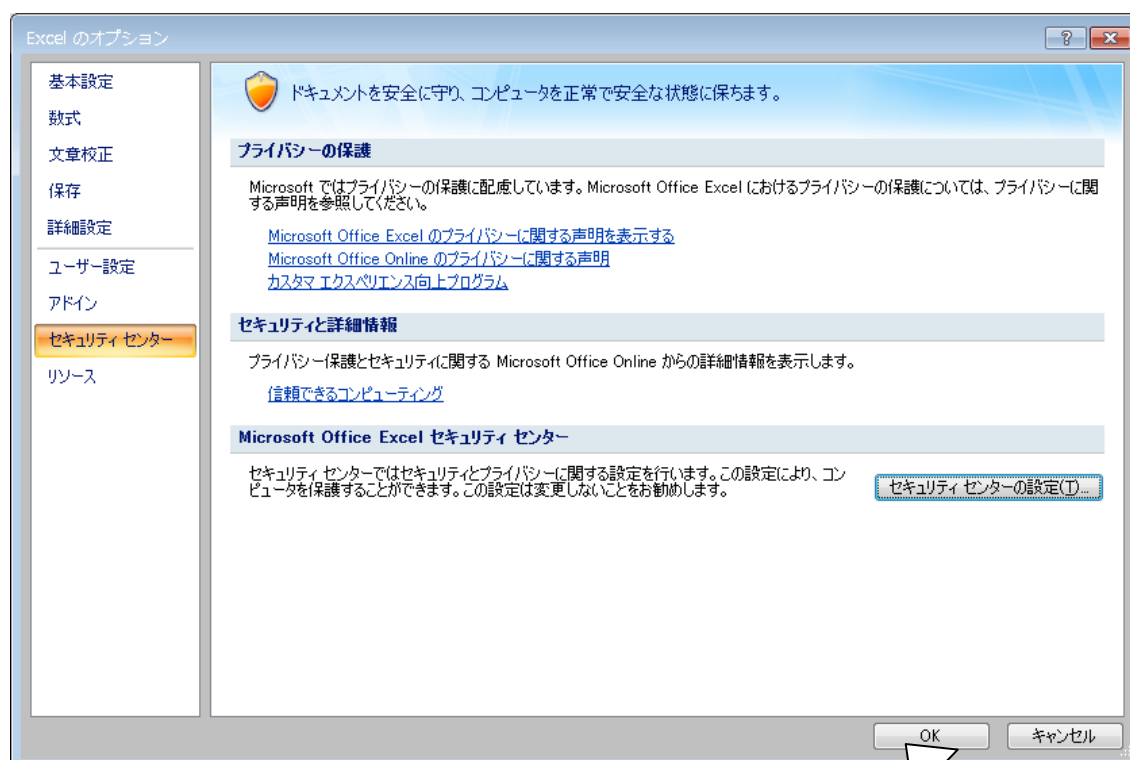 Excel のオプション
基本設定
数式
文章校正
保存
詳細設定
ユーザー設定
アドイン
セキュリティ センター
リソース
ドキュメントを安全に守り、コンピュータを正常で安全な状態に保ちます。
プライバシーの保護
Microsoft ではプライバシーの保護に配慮しています。Microsoft Office Excel におけるプライバシーの保護については、プライバシーに関
する声明を参照してください。
Microsoft Office Excel のプライバシーに関する声明を表示する
Microsoft Office Online のプライバシーに関する声明
カスタマ エクスペリエンス向上プログラム
セキュリティと詳細情報
プライバシー保護とセキュリティに関する Microsoft Office Online からの詳細情報を表示します。
信頼できるコンピューティング
Microsoft Office Excel セキュリティ センター
セキュリティ センターではセキュリティとプライバシーに関する設定を行います。この設定により、コン
ピュータを保護することができます。この設定は変更しないことをお勧めします。
セキュリティ センターの設定(T)...
OK
キャンセル